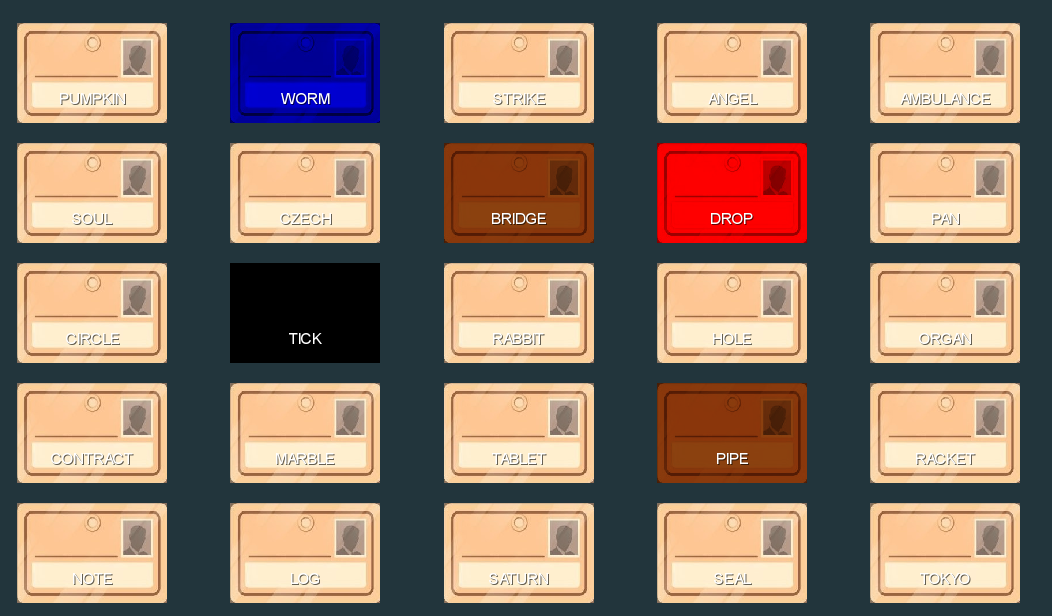 PUMPKIN WORM STRIKE ANGEL AMBULANCE
SOUL CZECH BRIDGE DROP PAN
CIRCLE TICK RABBIT HOLE ORGAN
CONTRACT MARBLE TABLET PIPE RACKET
NOTE LOG SATURN SEAL TOKYO